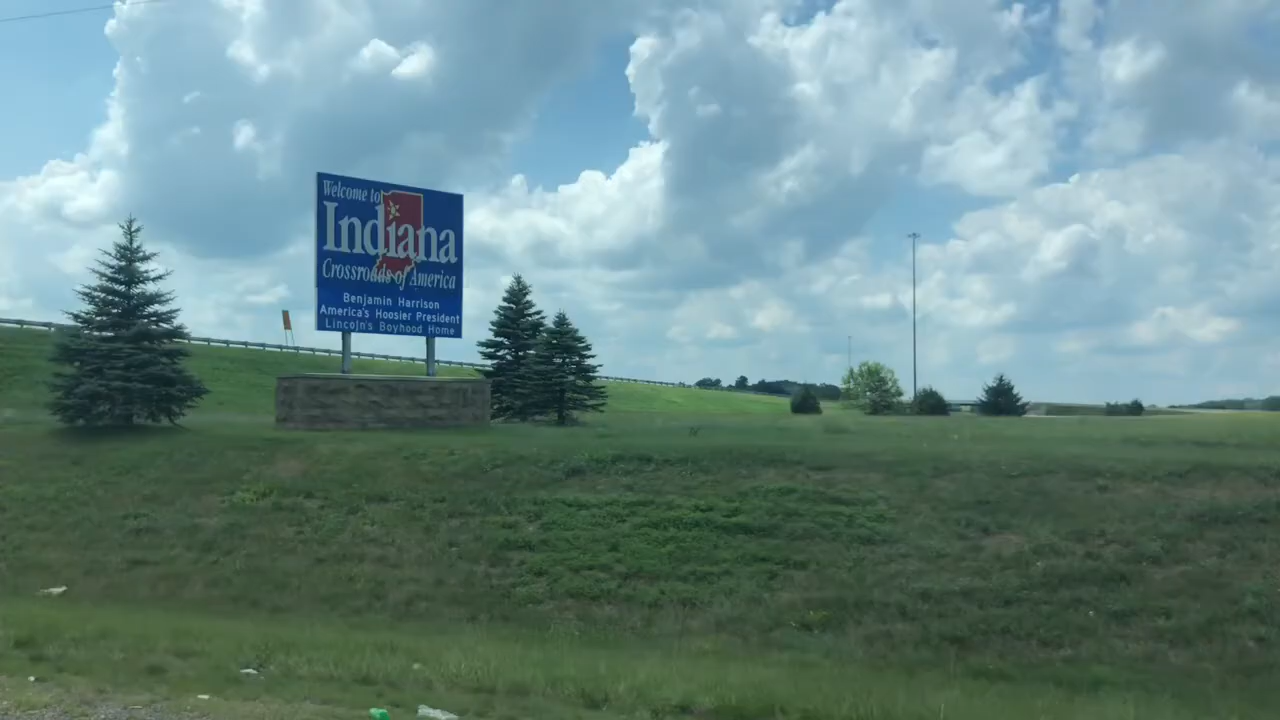 Welcome to
Indiana
Crossroads of America
Benjamin Harrison
America's Hoosier President
Lincoln's Boyhood Home